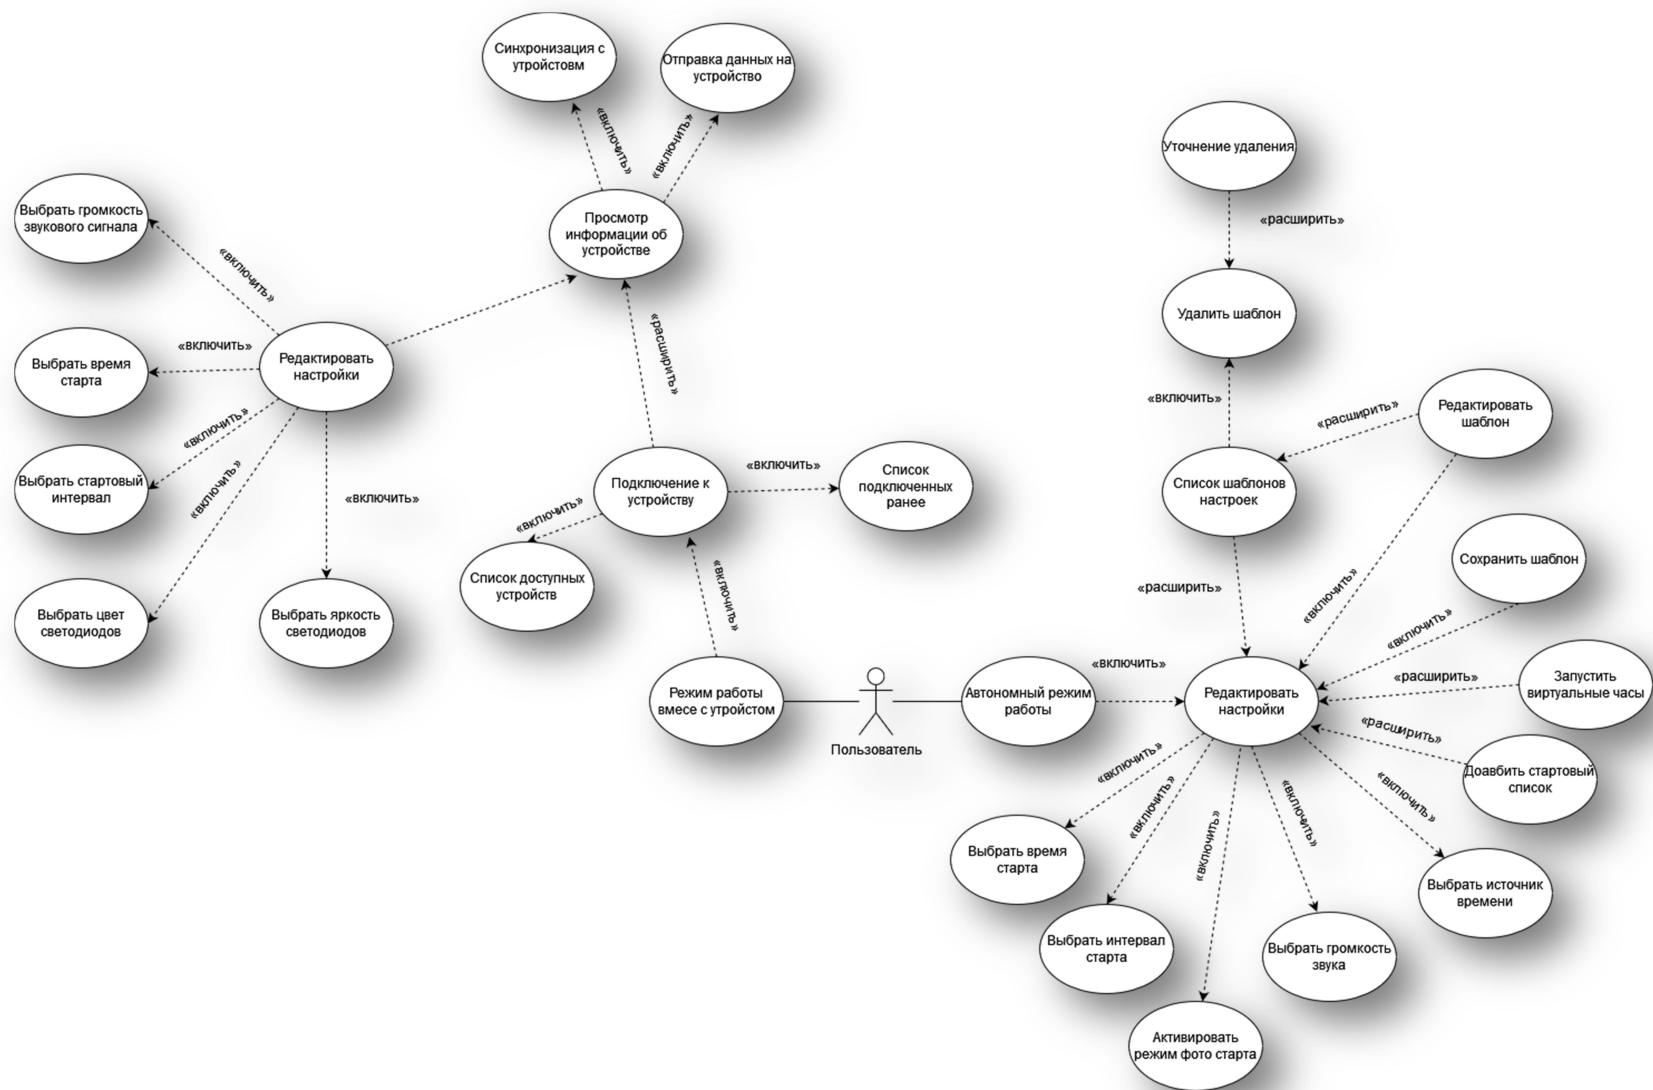 Синхронизация с
утройстовм
Отправка данных на
устройство
«включить»
«включить»
Просмотр
информации об
устройстве
Выбрать громкость
звукового сигнала
«включить»
Выбрать время
старта
«включить»
Редактировать
настройки
Выбрать стартовый
интервал
«включить»
«включить»
«включить»
Выбрать цвет
светодиодов
Выбрать яркость
светодиодов
«расширить»
Подключение к
устройству
«включить»
Список
подключенных
ранее
«включить»
Список доступных
устройств
«включить»
Режим работы
вмесе с утройстом
Пользователь
Автономный режим
работы
«включить»
Уточнение удаления
«расширить»
Удалить шаблон
«включить»
«расширить»
Редактировать
шаблон
Список шаблонов
настроек
«расширить»
«включить»
Сохранить шаблон
«включить»
Редактировать
настройки
«расширить»
Запустить
виртуальные часы
«расширить»
Доавбить стартовый
список
«включить»
«включить»
«включить»
«включить»
«включить»
Выбрать время
старта
Выбрать источник
времени
Выбрать интервал
старта
Выбрать громкость
звука
Активировать
режим фото старта